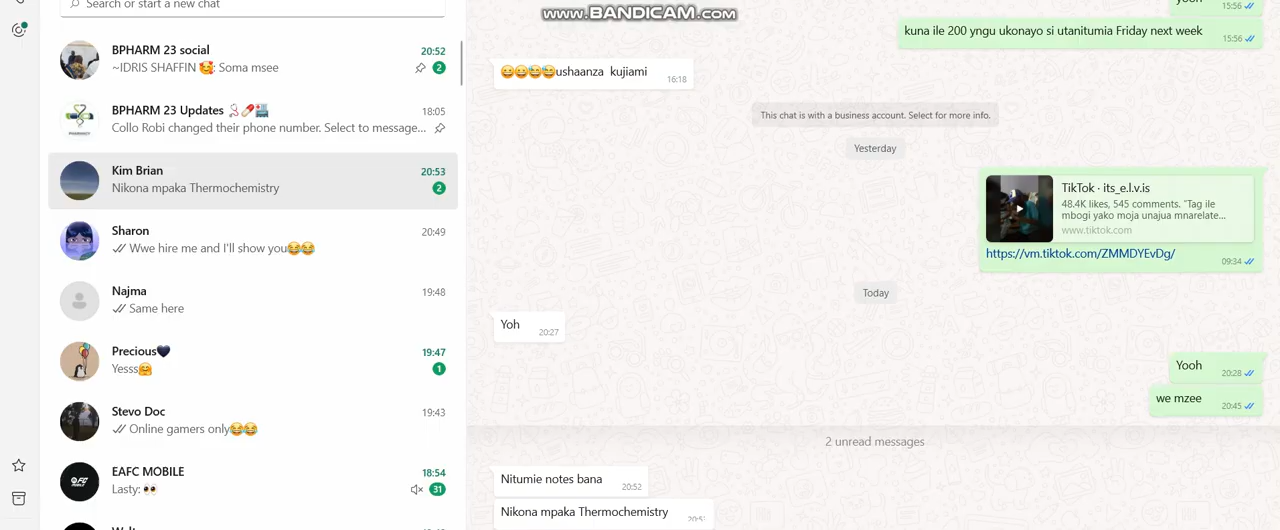 Search or start a new chat
BPHARM 23 social
20:52
~IDRIS SHAFFIN 🥰: Soma msee
2
BPHARM 23 Updates 🩺💊🏥
18:05
Collo Robi changed their phone number. Select to message...
Kim Brian
20:53
Nikona mpaka Thermochemistry
2
Sharon
20:49
Wwe hire me and I'll show you😂😂
Najma
19:48
Same here
Precious🖤
19:47
Yesss🤗
1
Stevo Doc
19:43
Online gamers only😂😂
EAFC MOBILE
18:54
Lasty: 👀
31
www.BANDICAM.com
15:56
kuna ile 200 yngu ukonayo si utanitumia Friday next week
15:56
😄😄😅😅ushaanza kujiami
16:18
This chat is with a business account. Select for more info.
Yesterday
TikTok · its_e.l.v.is
48.4K likes, 545 comments. "Tag ile
mbogi yako moja unajua mnarelate...
www.tiktok.com
https://vm.tiktok.com/ZMMDYEvDg/
09:34
Today
Yoh
20:27
Yooh
20:28
we mzee
20:45
2 unread messages
Nitumie notes bana
20:52
Nikona mpaka Thermochemistry